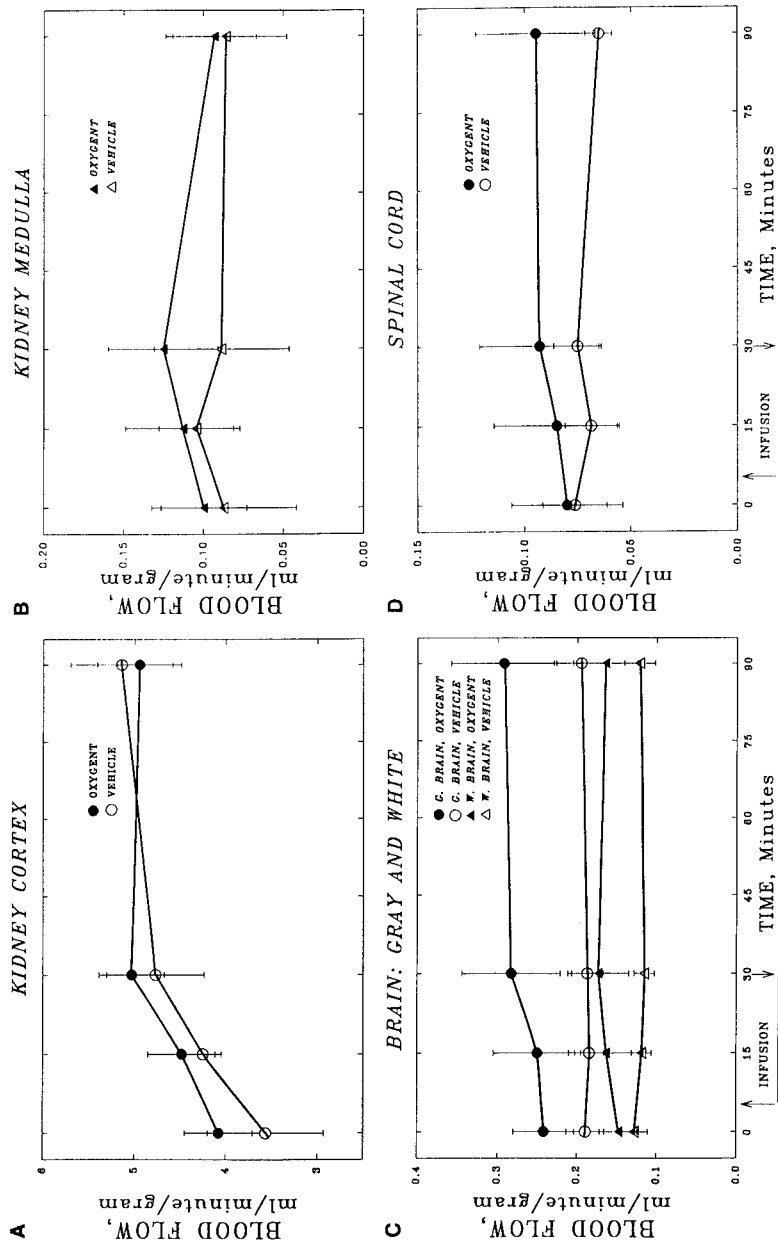 A
KIDNEY CORTEX
BLOOD FLOW,
ml/minute/gram
6
5
4
3
OXYGENT
VEHICLE
B
KIDNEY MEDULLA
BLOOD FLOW,
ml/minute/gram
0.20
0.15
0.10
0.05
0.00
OXYGENT
VEHICLE
C
BRAIN: GRAY AND WHITE
BLOOD FLOW,
ml/minute/gram
0.4
0.3
0.2
0.1
0.0
G. BRAIN, OXYGENT
G. BRAIN, VEHICLE
W. BRAIN, OXYGENT
W. BRAIN, VEHICLE
0 15 30 45 60 75 90
INFUSION
TIME, Minutes
D
SPINAL CORD
BLOOD FLOW,
ml/minute/gram
0.15
0.10
0.05
0.00
OXYGENT
VEHICLE
0 15 30 45 60 75 90
INFUSION
TIME, Minutes